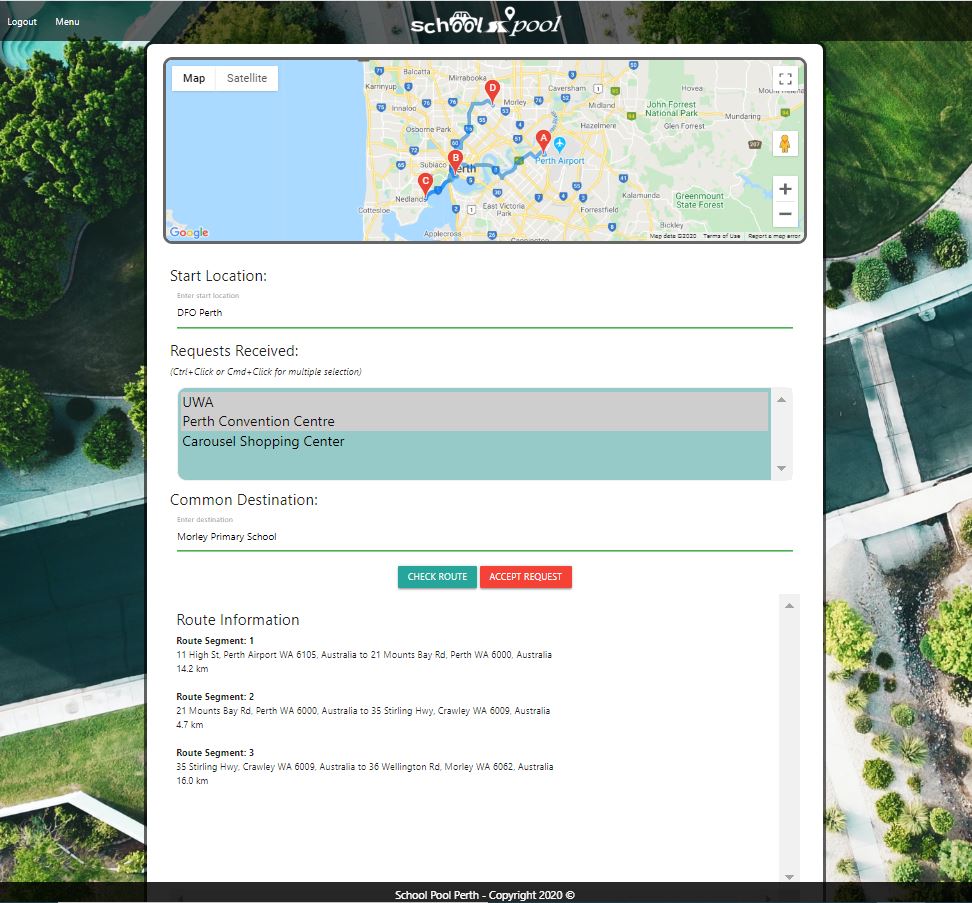 Logout Menu
school pool
Map Satellite
Balcatta
Mirrabooka
D
Caversham
Hovea
Mount Helena
Karrinyup
Innaloo
Morley
Midland
John Forrest
National Park
Mundaring
Osborne Park
Hazelmere
Glen Forrest
A
Subiaco
B
Perth
Perth Airport
C
Nedlands
Cottesloe
East Victoria
Park
Kalamunda
Forrestfield
Greenmount
State Forest
Applecross
Cannington
Bickley
Google
Map data ©2020 Terms of Use Report a map error
Start Location:
Enter start location
DFO Perth
Requests Received:
(Ctrl+Click or Cmd+Click for multiple selection)
UWA
Perth Convention Centre
Carousel Shopping Center
Common Destination:
Enter destination
Morley Primary School
CHECK ROUTE ACCEPT REQUEST
Route Information
Route Segment: 1
11 High St, Perth Airport WA 6105, Australia to 21 Mounts Bay Rd, Perth WA 6000, Australia
14.2 km
Route Segment: 2
21 Mounts Bay Rd, Perth WA 6000, Australia to 35 Stirling Hwy, Crawley WA 6009, Australia
4.7 km
Route Segment: 3
35 Stirling Hwy, Crawley WA 6009, Australia to 36 Wellington Rd, Morley WA 6062, Australia
16.0 km
School Pool Perth - Copyright 2020 ©